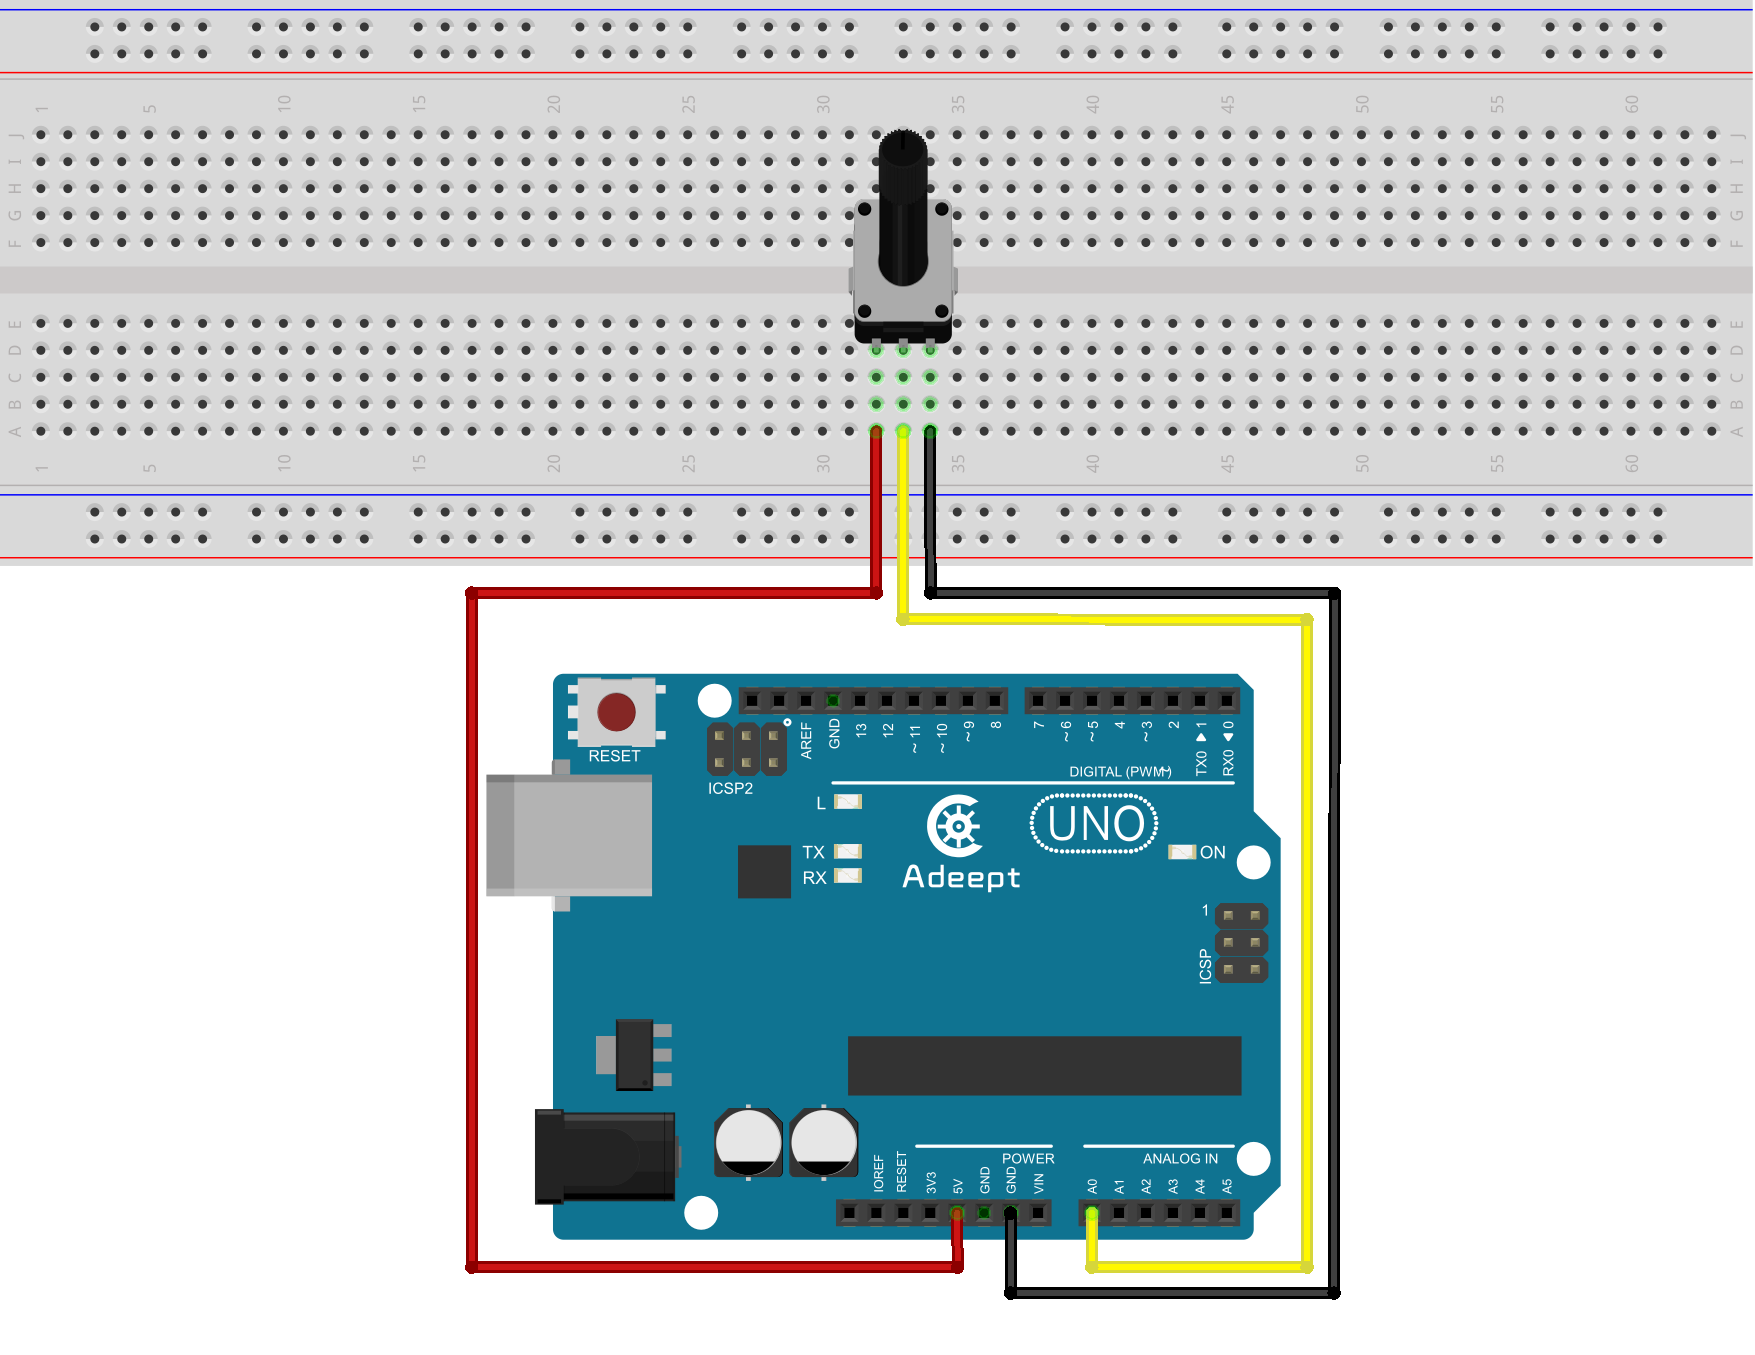 1 5 10 15 20 25 30 35 40 45 50 55 60
J J
I I
H H
G G
F F
E E
D D
C C
B B
A A
1 5 10 15 20 25 30 35 40 45 50 55 60
RESET
ICSP2
AREF GND 13 12 ~11 ~10 ~9 8 7 ~6 ~5 4 ~3 2 TX0 ▶ 1 RX0 ◀ 0
DIGITAL (PWM~)
L
TX
RX
UNO
ON
Adeept
1
ICSP
POWER
ANALOG IN
IOREF RESET 3V3 5V GND GND VIN A0 A1 A2 A3 A4 A5